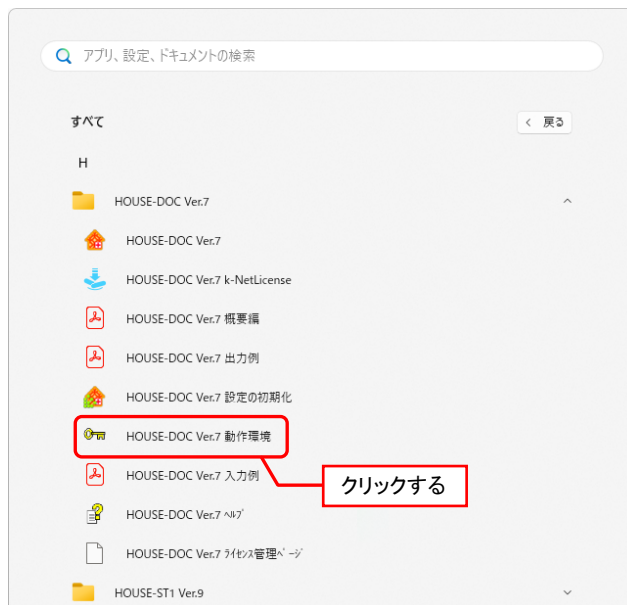 アプリ、設定、ドキュメントの検索
すべて
< 戻る
H
HOUSE-DOC Ver.7
HOUSE-DOC Ver.7
HOUSE-DOC Ver.7 k-NetLicense
HOUSE-DOC Ver.7 概要編
HOUSE-DOC Ver.7 出力例
HOUSE-DOC Ver.7 設定の初期化
HOUSE-DOC Ver.7 動作環境
HOUSE-DOC Ver.7 入力例
クリックする
HOUSE-DOC Ver.7 ﾍﾙﾌﾟ
HOUSE-DOC Ver.7 ﾗｲｾﾝｽ管理ﾍﾟｰｼﾞ
HOUSE-ST1 Ver.9